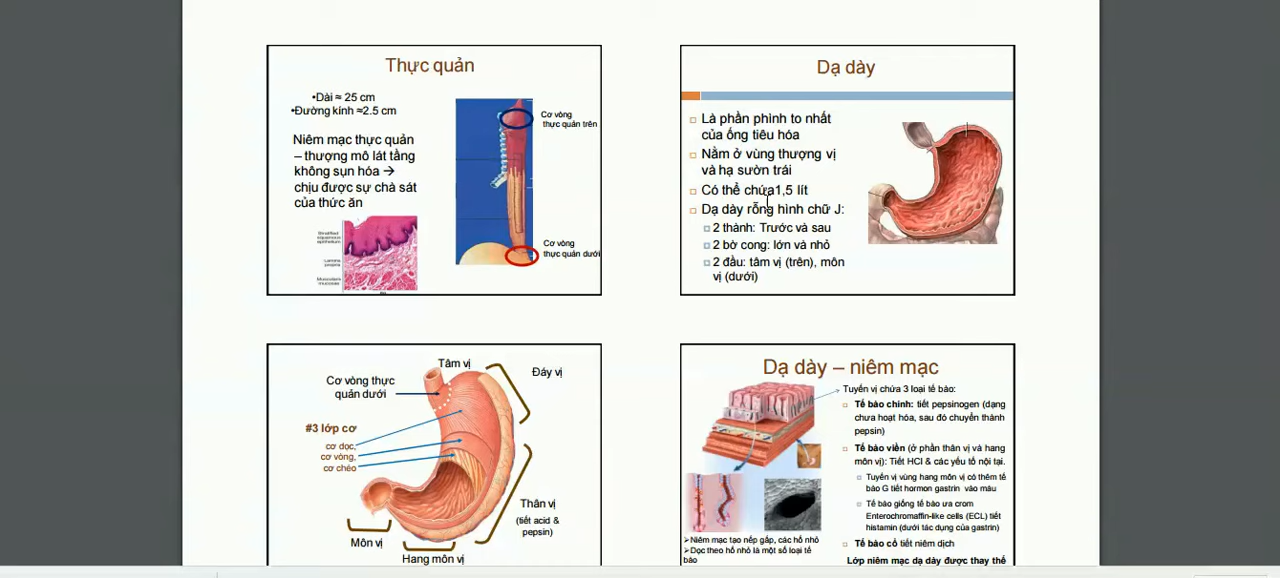 Thực quản
•Dài ≈ 25 cm
•Đường kính ≈2.5 cm
Niêm mạc thực quản
– thượng mô lát tầng
không sụn hóa →
chịu được sự chà sát
của thức ăn
Stratified
squamous
epithelium
Lamina
propria
Muscularis
mucosae
Cơ vòng
thực quản trên
Cơ vòng
thực quản dưới
Dạ dày
Là phần phình to nhất
của ống tiêu hóa
Nằm ở vùng thượng vị
và hạ sườn trái
Có thể chứa1,5 lít
Dạ dày rỗng hình chữ J:
2 thành: Trước và sau
2 bờ cong: lớn và nhỏ
2 đầu: tâm vị (trên), môn
vị (dưới)
Tâm vị
Đáy vị
Cơ vòng thực
quản dưới
#3 lớp cơ
cơ dọc,
cơ vòng,
cơ chéo
Thân vị
(tiết acid &
pepsin)
Môn vị
Hang môn vị
Dạ dày – niêm mạc
Tuyến vị chứa 3 loại tế bào:
Tế bào chính: tiết pepsinogen (dạng
chưa hoạt hóa, sau đó chuyển thành
pepsin)
Tế bào viền (ở phần thân vị và hang
môn vị): Tiết HCl & các yếu tố nội tại.
Tuyến vị vùng hang môn vị có thêm tế
bào G tiết hormon gastrin vào máu
Tế bào giống tế bào ưa crom
Enterochromaffin-like cells (ECL) tiết
histamin (dưới tác dụng của gastrin)
Tế bào cổ tiết niêm dịch
Lớp niêm mạc dạ dày được thay thế
➢Niêm mạc tạo nếp gấp, các hố nhỏ
➢Dọc theo hố nhỏ là một số loại tế
bào